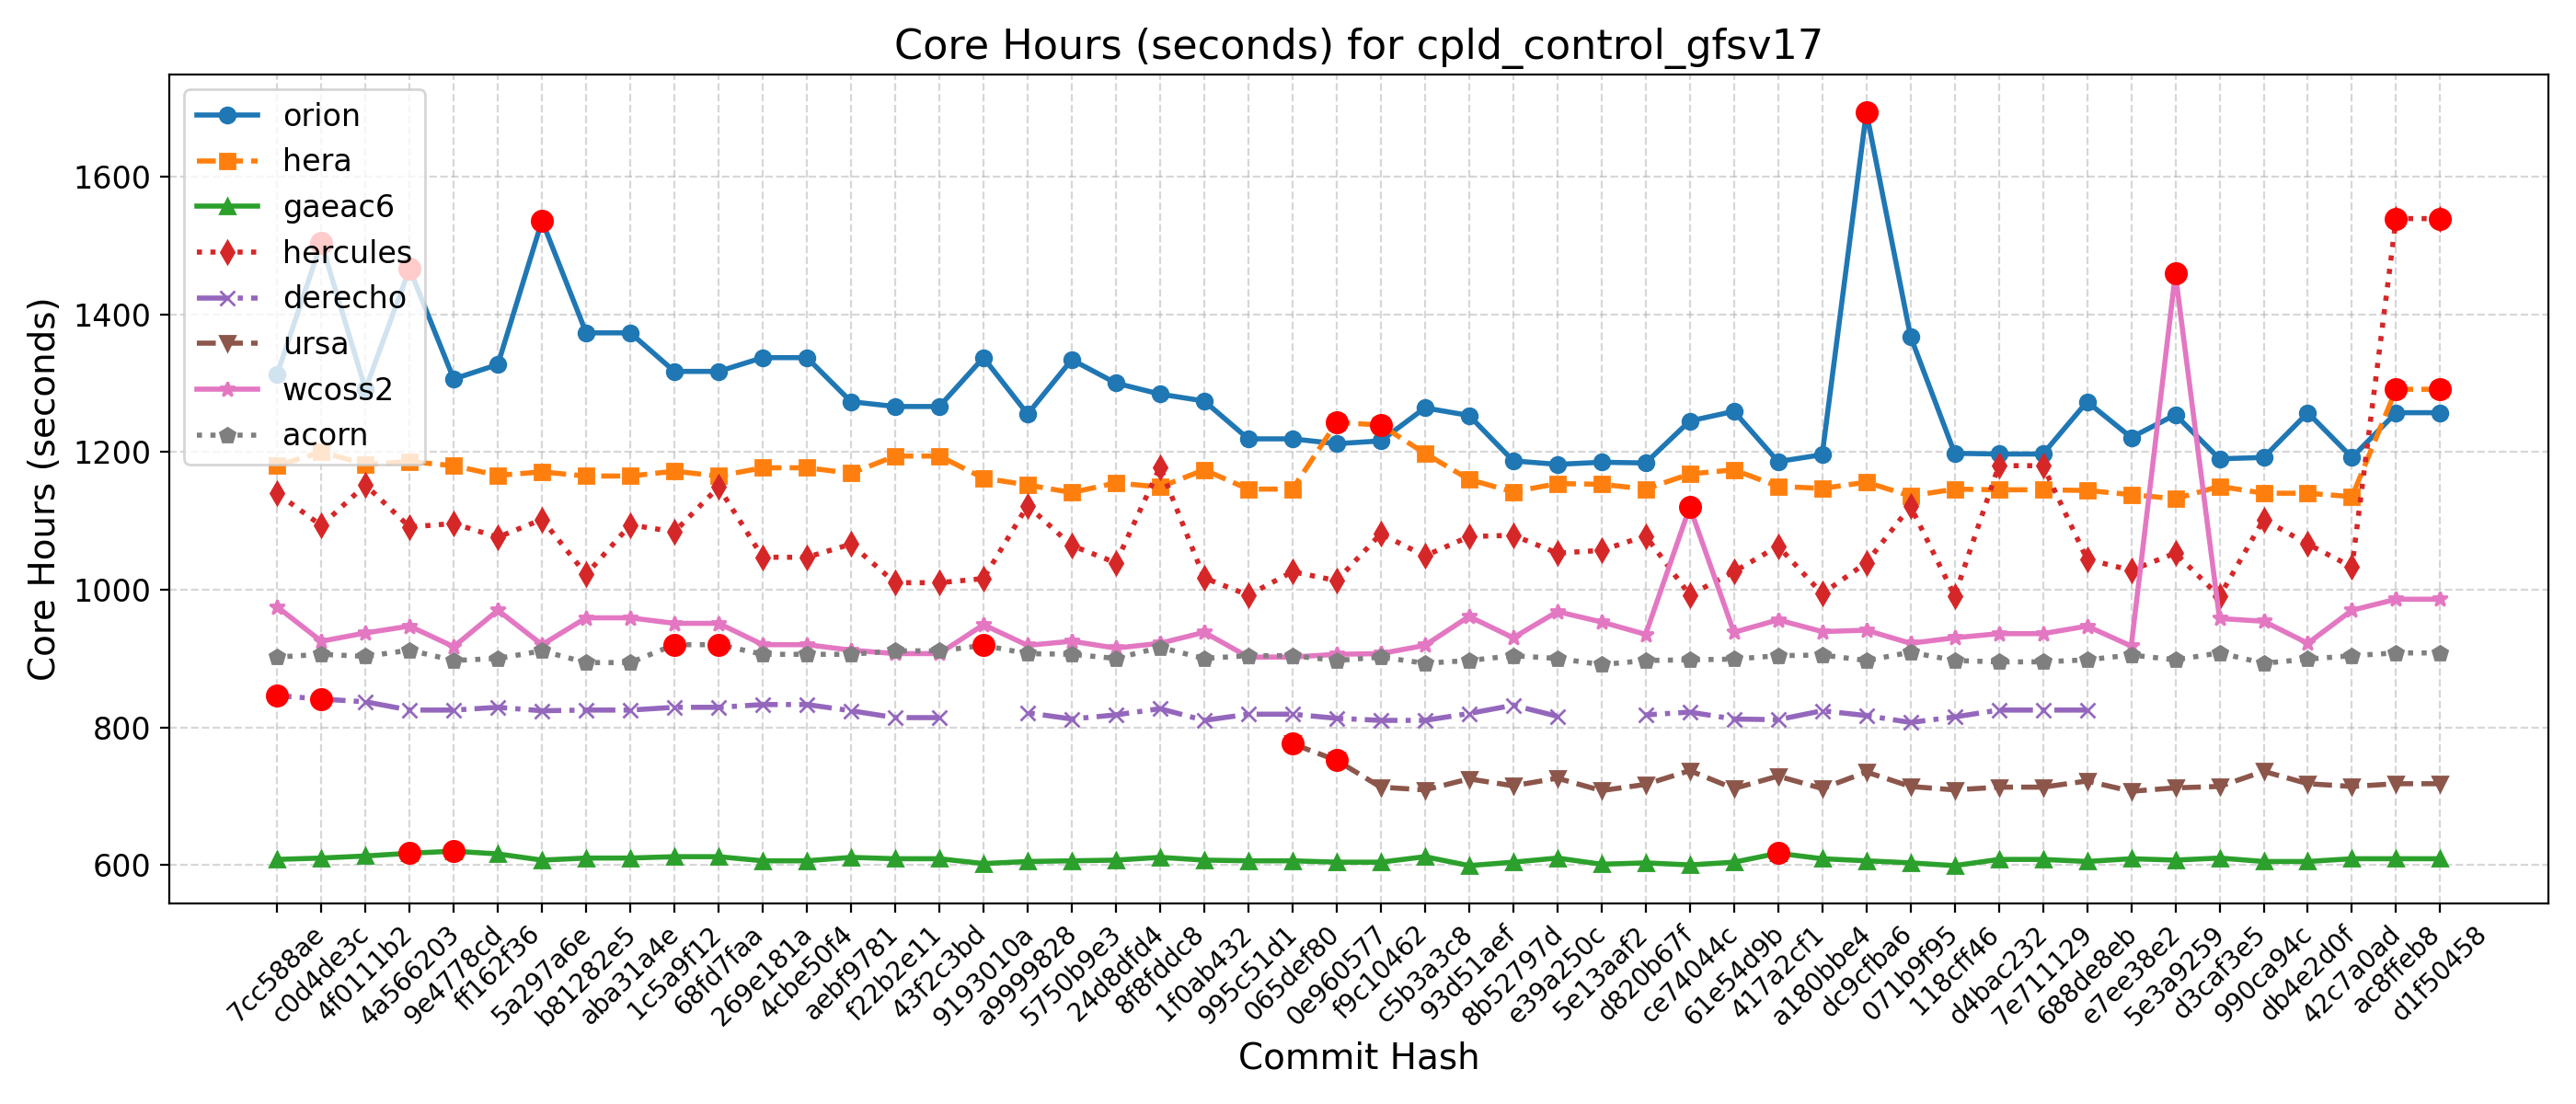 Core Hours (seconds) for cpld_control_gfsv17
Core Hours (seconds)
1600
1400
1200
1000
800
600
orion
hera
gaeac6
hercules
derecho
ursa
wcoss2
acorn
7cc588ae
c0d4de3c
4f0111b2
4a566203
9e4778cd
ff162f36
5a297a6e
b81282e5
aba31a4e
1c5a9f12
68fd7faa
269e181a
4cbe50f4
aebf9781
f22b2e11
43f2c3bd
9193010a
a9999828
5750b9e3
24d8dfd4
8f8fddc8
1f0ab432
995c51d1
065def80
0e960577
f9c10462
c5b3a3c8
93d51aef
8b52797d
e39a250c
5e13aaf2
d820b67f
ce74044c
61e54d9b
417a2cf1
a180bbe4
dc9cfba6
071b9f95
118cff46
d4bac232
7e711129
688de8eb
e7ee38e2
5e3a9259
d3caf3e5
990ca94c
db4e2d0f
42c7a0ad
ac8ffeb8
d1f50458
Commit Hash